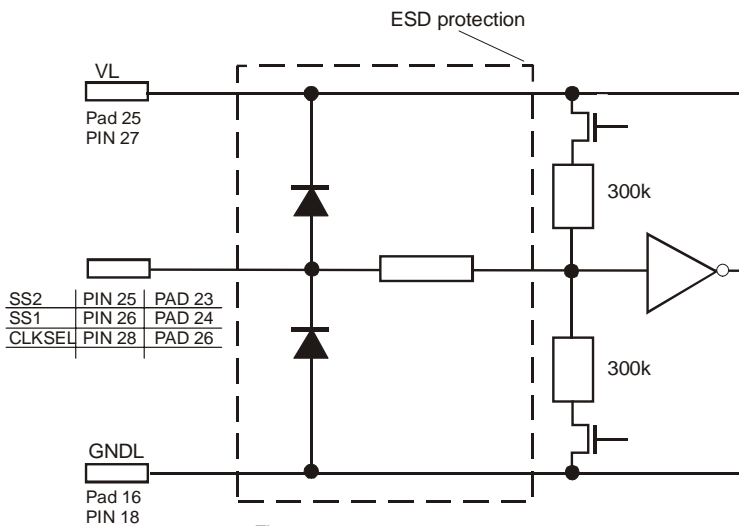 ESD protection
VL
Pad 25
PIN 27
300k
SS2 PIN 25 PAD 23
SS1 PIN 26 PAD 24
CLKSEL PIN 28 PAD 26
300k
GNDL
Pad 16
PIN 18